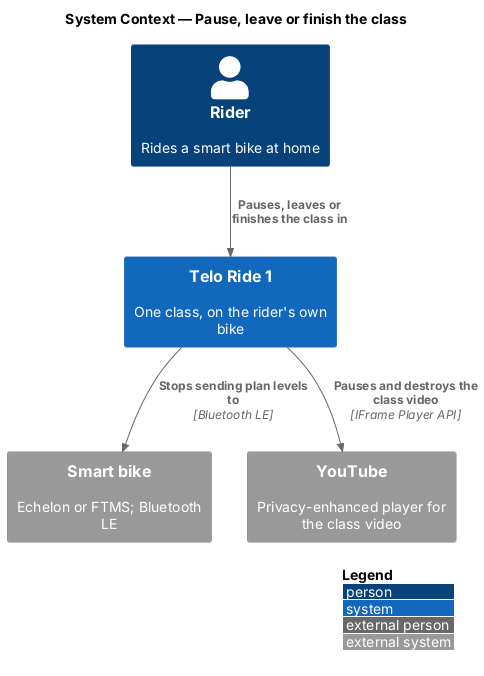 System Context — Pause, leave or finish the class
Rider
Rides a smart bike at home
Pauses, leaves or
finishes the class in
Telo Ride 1
One class, on the rider's own
bike
Stops sending plan levels
to
[Bluetooth LE]
Pauses and destroys the
class video
[IFrame Player API]
Smart bike
Echelon or FTMS; Bluetooth
LE
YouTube
Privacy-enhanced player for
the class video
Legend
person
system
external person
external system